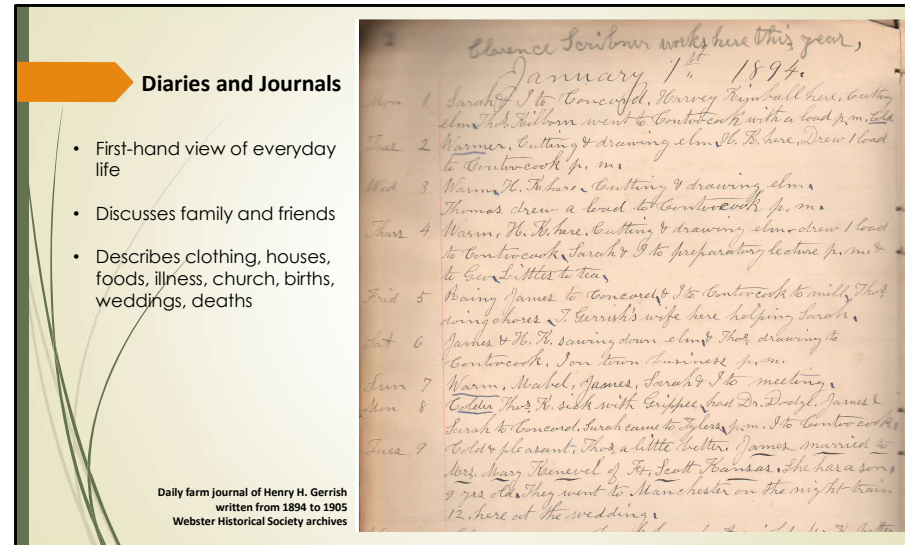 Diaries and Journals
• First-hand view of everyday
life
• Discusses family and friends
• Describes clothing, houses,
foods, illness, church, births,
weddings, deaths
Daily farm journal of Henry H. Gerrish
written from 1894 to 1905
Webster Historical Society archives
Clarence Scribner works here this year,
January 1st 1894.
Mon 1 Sarah & I to Concord, Harvey Kimball here, Cutting
elm, Thos. Kilborn went to Contoocook with a load p.m. Cold
Tues 2 Warmer, Cutting & drawing elm, H. K. here, Drew 1 load
to Contoocook p. m.
Wed 3 Warm, H. K. here, Cutting & drawing elm,
Thomas drew a load to Contoocook p. m.
Thurs 4 Warm, H. K. here, Cutting & drawing elm, drew 1 load
to Contoocook, Sarah & I to preparatory lecture p. m. &
to Geo. to tea,
Frid 5 Rainy James to Concord, & I to Contoocook to mill, Thos.
doing chores, T. Gerrish's wife here helping Sarah,
Sat 6 James & H. K. sawing down elm, & Thos. drawing to
Contoocook, I on town business p. m.
Sun 7 Warm, Mabel, James, Sarah & I to meeting,
Mon 8 Colder, Thos. K. sick with Grippee, had Dr. Dodge, James &
Sarah to Concord, Sarah came to Tylers, p.m. I to Contoocook,
Tues 9 Cold & pleasant, Thos. a little better, James married to
Mrs. Mary of Ft. Scott Kansas. She has a son,
9 yrs old. They went to Manchester on the night train
12, here at the wedding,